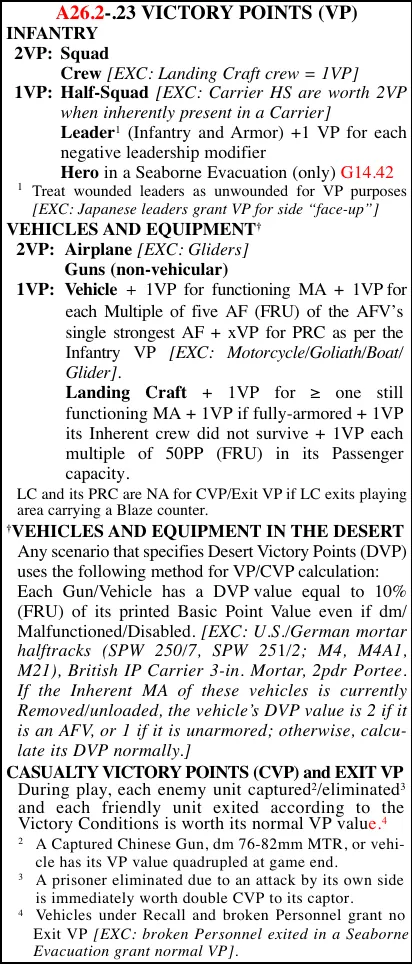 A26.2-.23 VICTORY POINTS (VP)
INFANTRY
2VP: Squad
Crew [EXC: Landing Craft crew = 1VP]
1VP: Half-Squad [EXC: Carrier HS are worth 2VP
when inherently present in a Carrier]
Leader¹ (Infantry and Armor) +1 VP for each
negative leadership modifier
Hero in a Seaborne Evacuation (only) G14.42
¹ Treat wounded leaders as unwounded for VP purposes
[EXC: Japanese leaders grant VP for side “face-up”]
VEHICLES AND EQUIPMENT†
2VP: Airplane [EXC: Gliders]
Guns (non-vehicular)
1VP: Vehicle + 1VP for functioning MA + 1VP for
each Multiple of five AF (FRU) of the AFV’s
single strongest AF + xVP for PRC as per the
Infantry VP [EXC: Motorcycle/Goliath/Boat/
Glider].
Landing Craft + 1VP for ≥ one still
functioning MA + 1VP if fully-armored + 1VP
its Inherent crew did not survive + 1VP each
multiple of 50PP (FRU) in its Passenger
capacity.
LC and its PRC are NA for CVP/Exit VP if LC exits playing
area carrying a Blaze counter.
†VEHICLES AND EQUIPMENT IN THE DESERT
Any scenario that specifies Desert Victory Points (DVP)
uses the following method for VP/CVP calculation:
Each Gun/Vehicle has a DVP value equal to 10%
(FRU) of its printed Basic Point Value even if dm/
Malfunctioned/Disabled. [EXC: U.S./German mortar
halftracks (SPW 250/7, SPW 251/2; M4, M4A1,
M21), British IP Carrier 3-in. Mortar, 2pdr Portee.
If the Inherent MA of these vehicles is currently
Removed/unloaded, the vehicle’s DVP value is 2 if it
is an AFV, or 1 if it is unarmored; otherwise, calcu-
late its DVP normally.]
CASUALTY VICTORY POINTS (CVP) and EXIT VP
During play, each enemy unit captured²/eliminated³
and each friendly unit exited according to the
Victory Conditions is worth its normal VP value.⁴
² A Captured Chinese Gun, dm 76-82mm MTR, or vehi-
cle has its VP value quadrupled at game end.
³ A prisoner eliminated due to an attack by its own side
is immediately worth double CVP to its captor.
⁴ Vehicles under Recall and broken Personnel grant no
Exit VP [EXC: broken Personnel exited in a Seaborne
Evacuation grant normal VP].